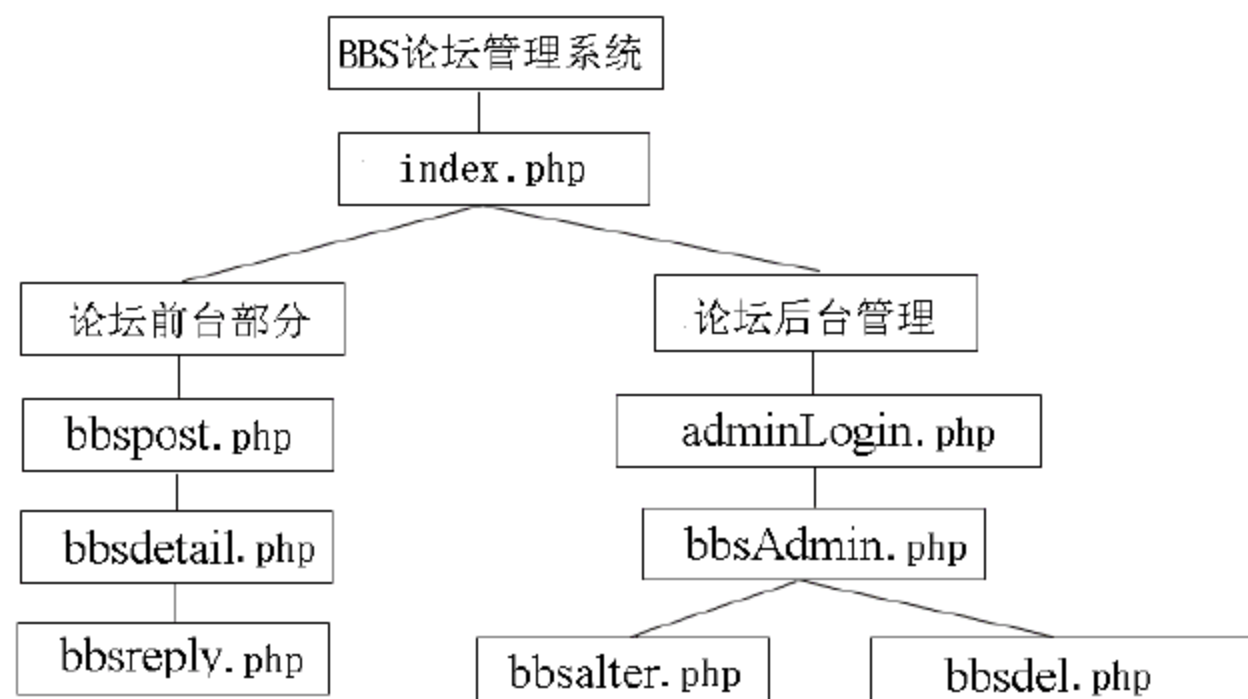 BBS论坛管理系统
index.php
论坛前台部分
论坛后台管理
bbspost.php
adminLogin.php
bbsdetail.php
bbsAdmin.php
bbsreply.php
bbsalter.php
bbsdel.php